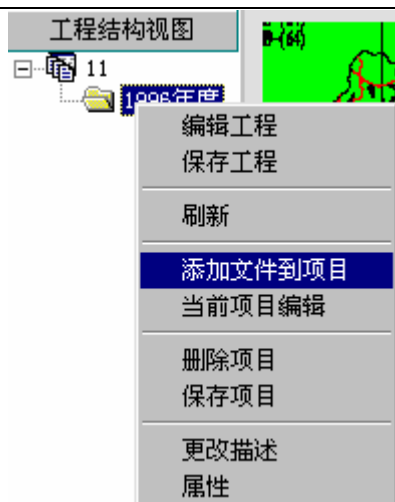 工程结构视图
11
1996年度
(64)
编辑工程
保存工程
刷新
添加文件到项目
当前项目编辑
删除项目
保存项目
更改描述
属性